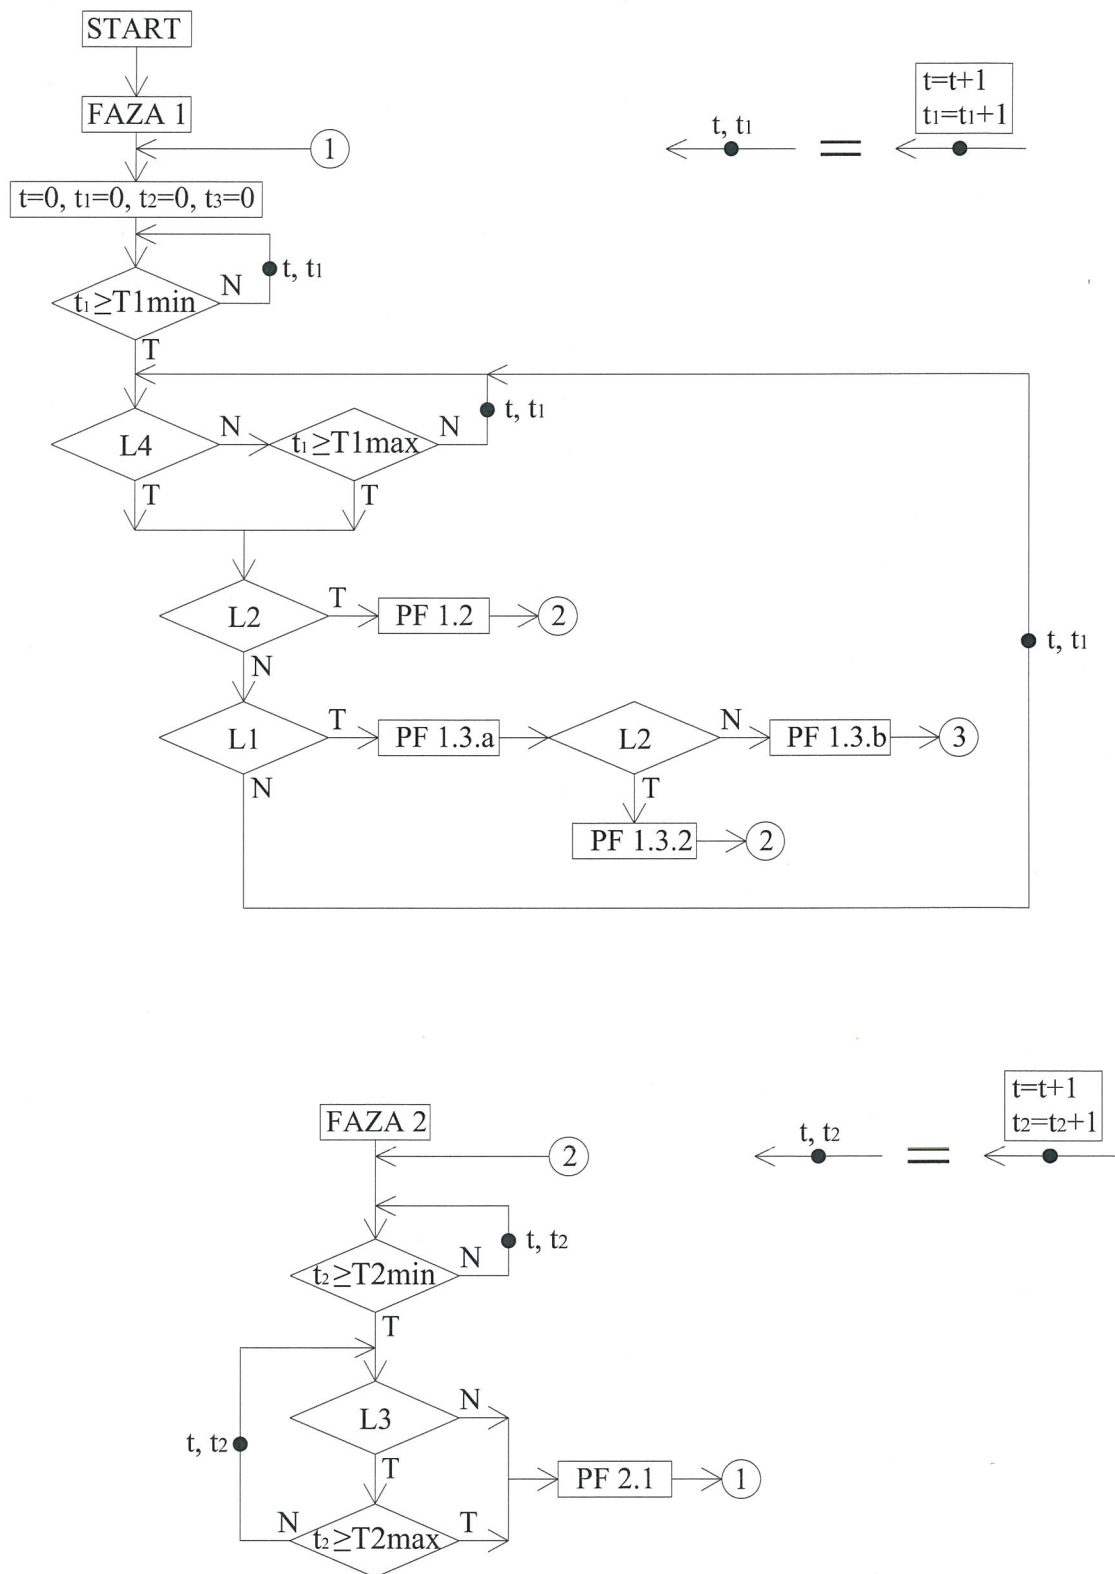 START
FAZA 1
1
t=0, t1=0, t2=0, t3=0
t, t1
t1≥T1min
N
T
t, t1
=
t=t+1
t1=t1+1
L4
N
t1≥T1max
N
t, t1
T
T
L2
T
PF 1.2
2
N
t, t1
L1
T
PF 1.3.a
L2
N
PF 1.3.b
3
N
T
PF 1.3.2
2
FAZA 2
2
t, t2
=
t=t+1
t2=t2+1
t2≥T2min
N
t, t2
T
L3
N
t, t2
T
PF 2.1
1
N
t2≥T2max
T